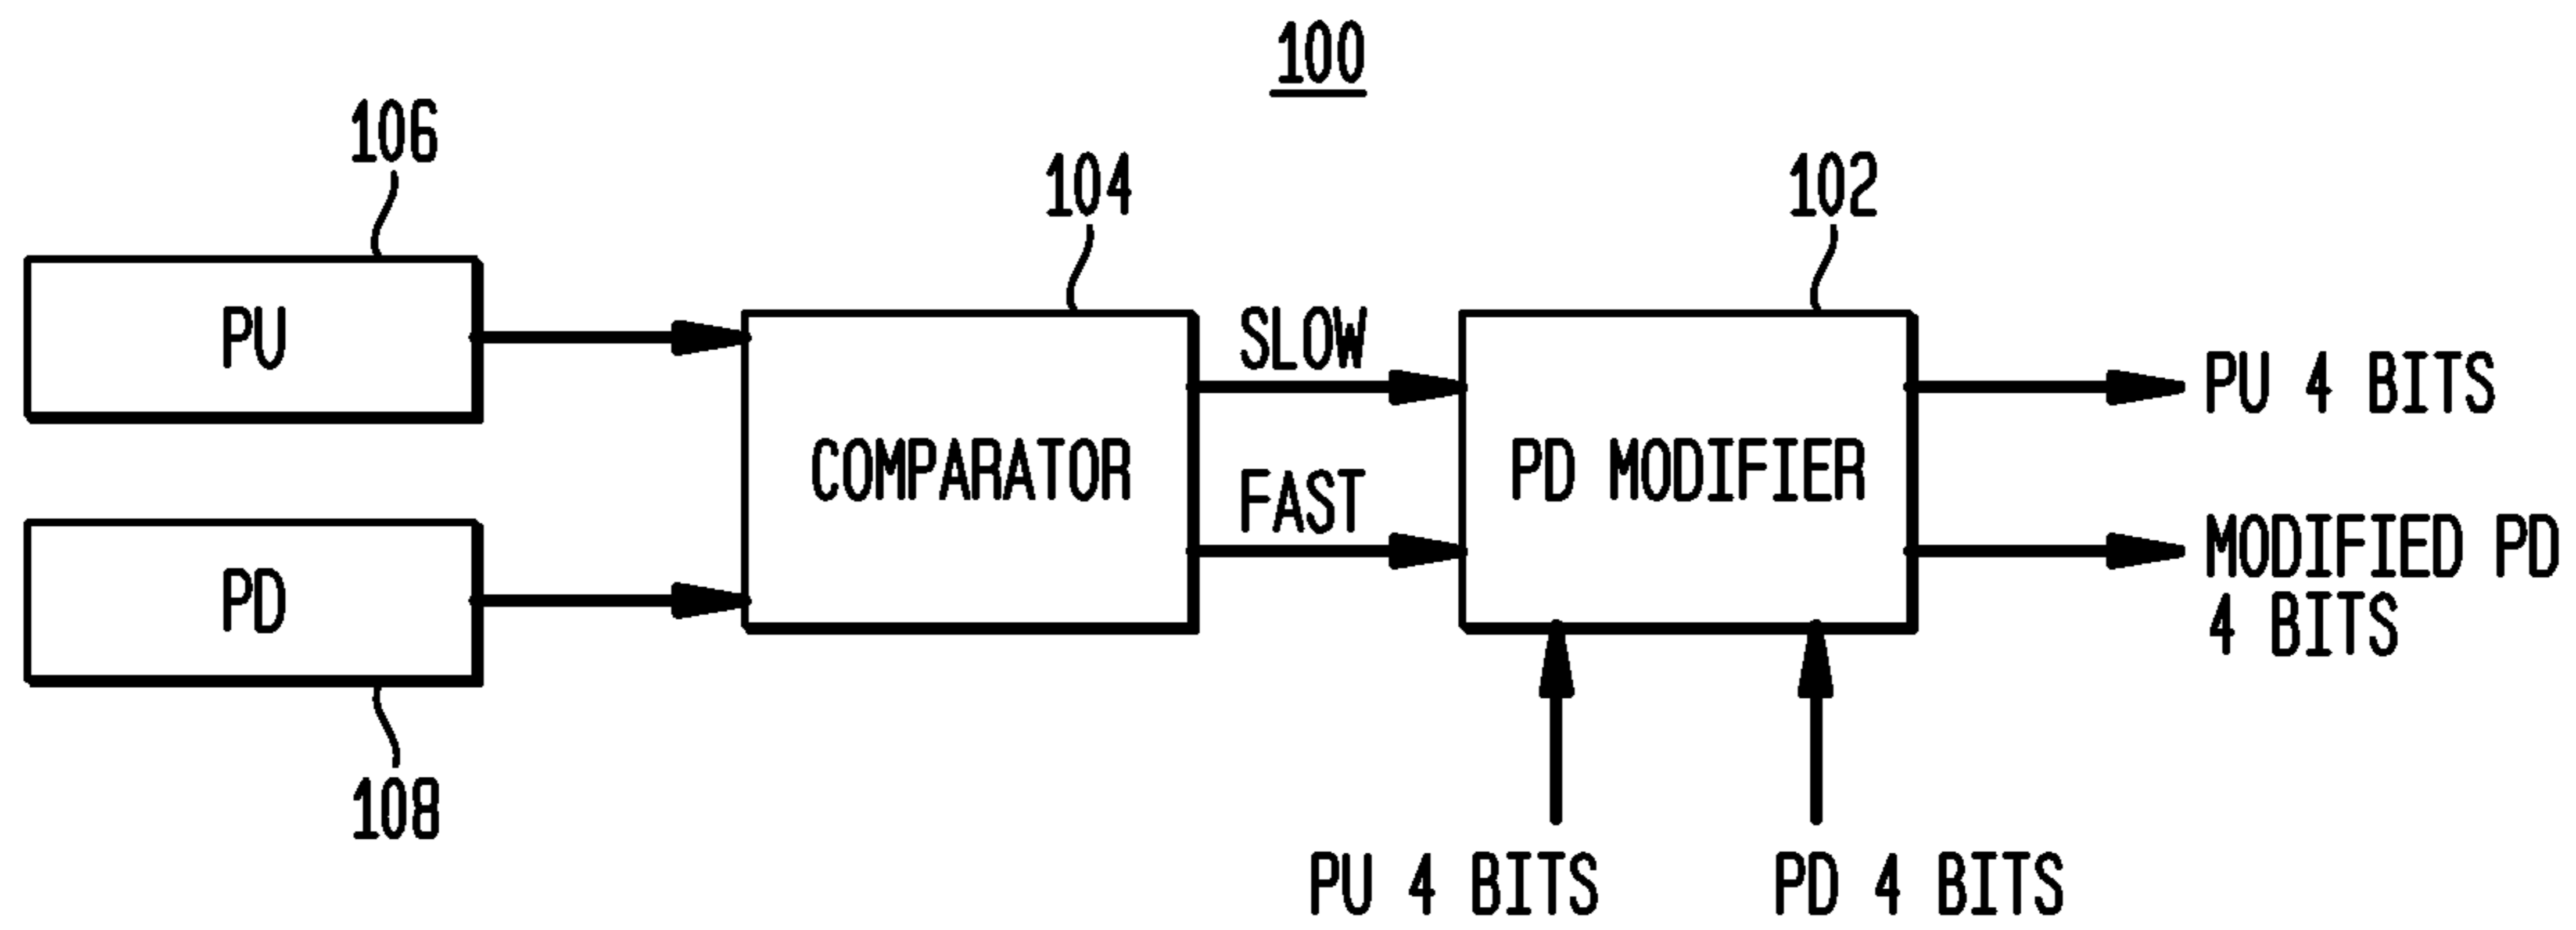 100
106
104
102
PU
SLOW
PU 4 BITS
COMPARATOR
PD MODIFIER
FAST
MODIFIED PD
4 BITS
PD
108
PU 4 BITS
PD 4 BITS